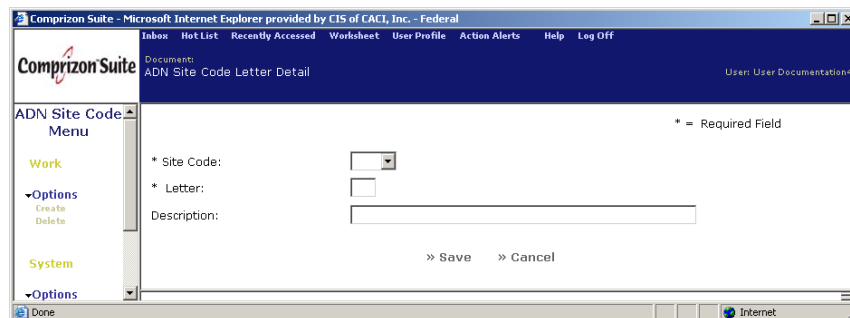 Comprizon Suite - Microsoft Internet Explorer provided by CIS of CACI, Inc. - Federal
Inbox Hot List Recently Accessed Worksheet User Profile Action Alerts Help Log Off
Comprizon Suite
Document:
ADN Site Code Letter Detail
User: User Documentation4
ADN Site Code
Menu
* = Required Field
Work
* Site Code:
Options
* Letter:
Create
Delete
Description:
System
» Save » Cancel
Options
Done
Internet